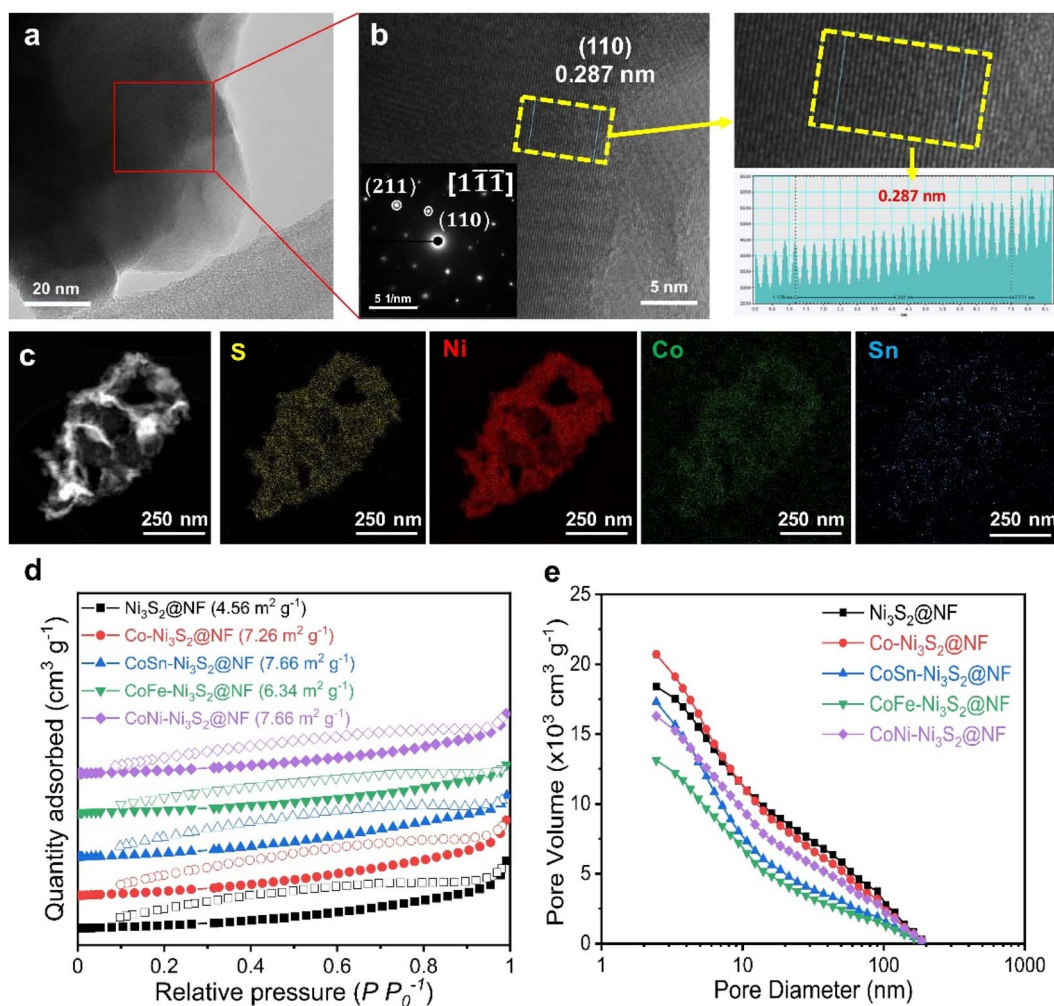 a
20 nm
b
(110)
0.287 nm
(211)
[11̅1̅]
(110)
5 1/nm
5 nm
0.287 nm
c
250 nm
S
250 nm
Ni
250 nm
Co
250 nm
Sn
250 nm
d
Ni₃S₂@NF (4.56 m² g⁻¹)
Co-Ni₃S₂@NF (7.26 m² g⁻¹)
CoSn-Ni₃S₂@NF (7.66 m² g⁻¹)
CoFe-Ni₃S₂@NF (6.34 m² g⁻¹)
CoNi-Ni₃S₂@NF (7.66 m² g⁻¹)
Quantity adsorbed (cm³ g⁻¹)
0 0.2 0.4 0.6 0.8 1
Relative pressure (P P₀⁻¹)
e
Ni₃S₂@NF
Co-Ni₃S₂@NF
CoSn-Ni₃S₂@NF
CoFe-Ni₃S₂@NF
CoNi-Ni₃S₂@NF
Pore Volume (x10³ cm³ g⁻¹)
25
20
15
10
5
0
1 10 100 1000
Pore Diameter (nm)